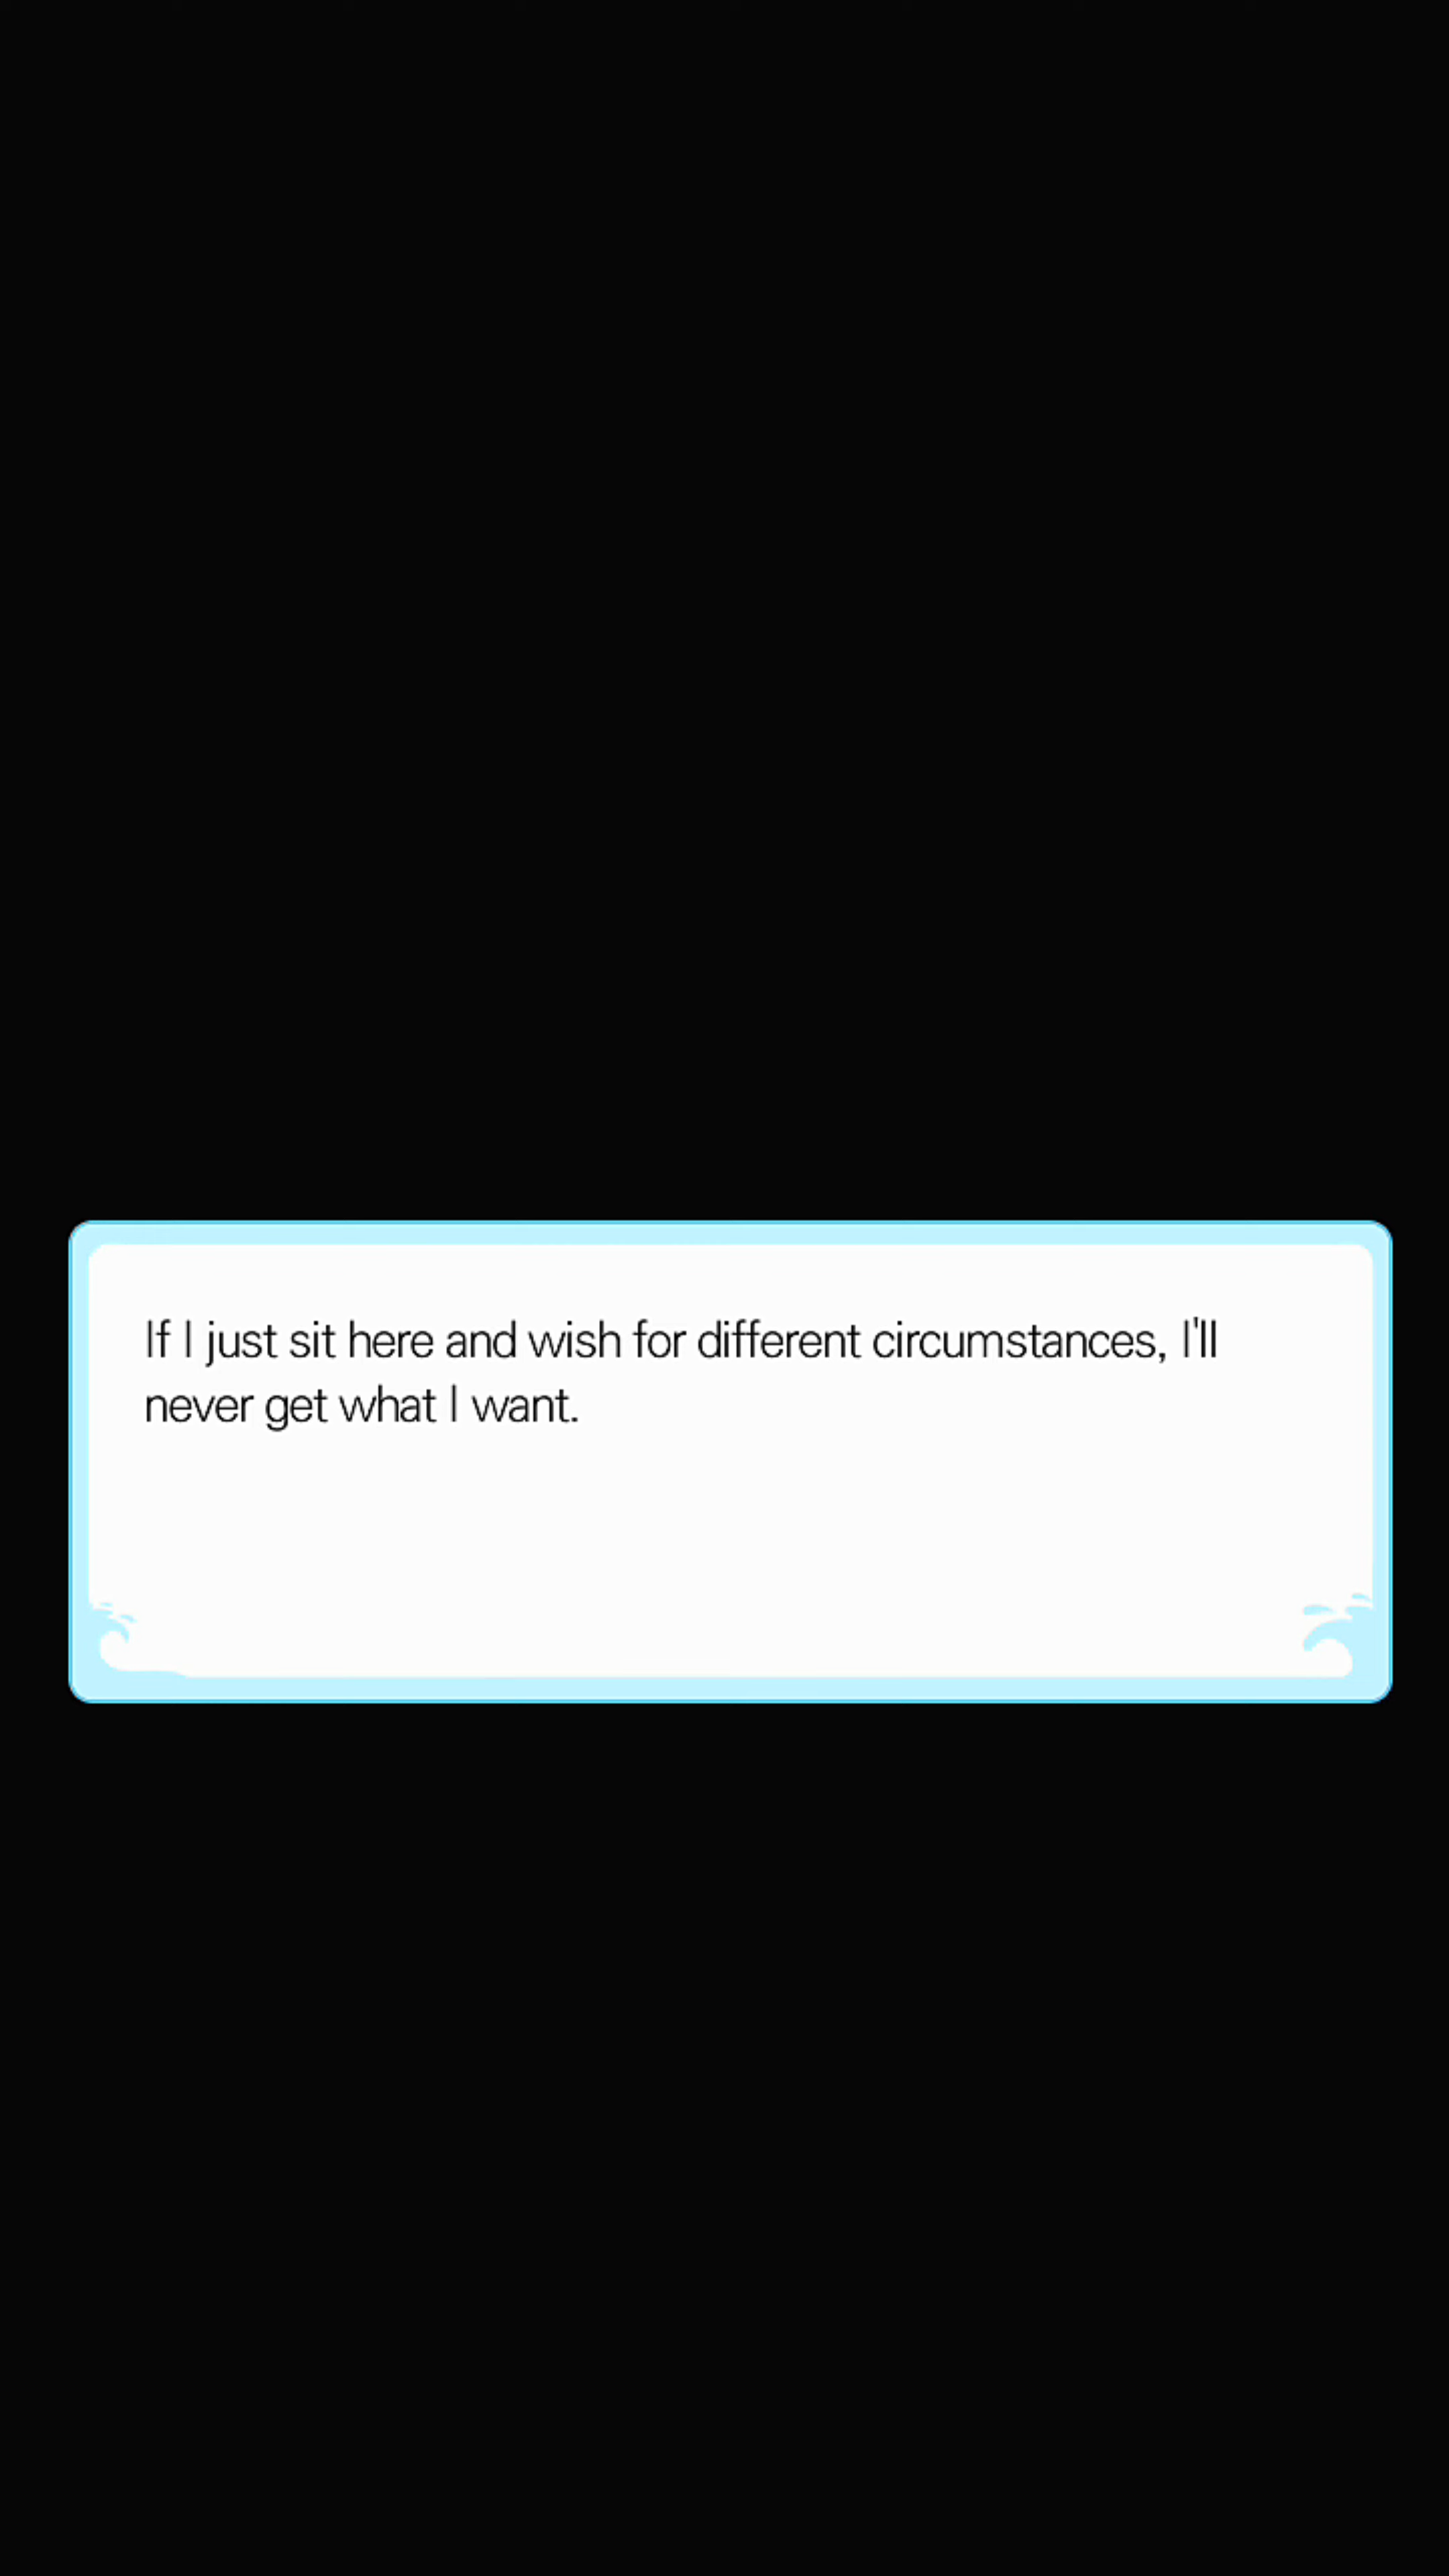 If I just sit here and wish for different circumstances, I'll
never get what I want.